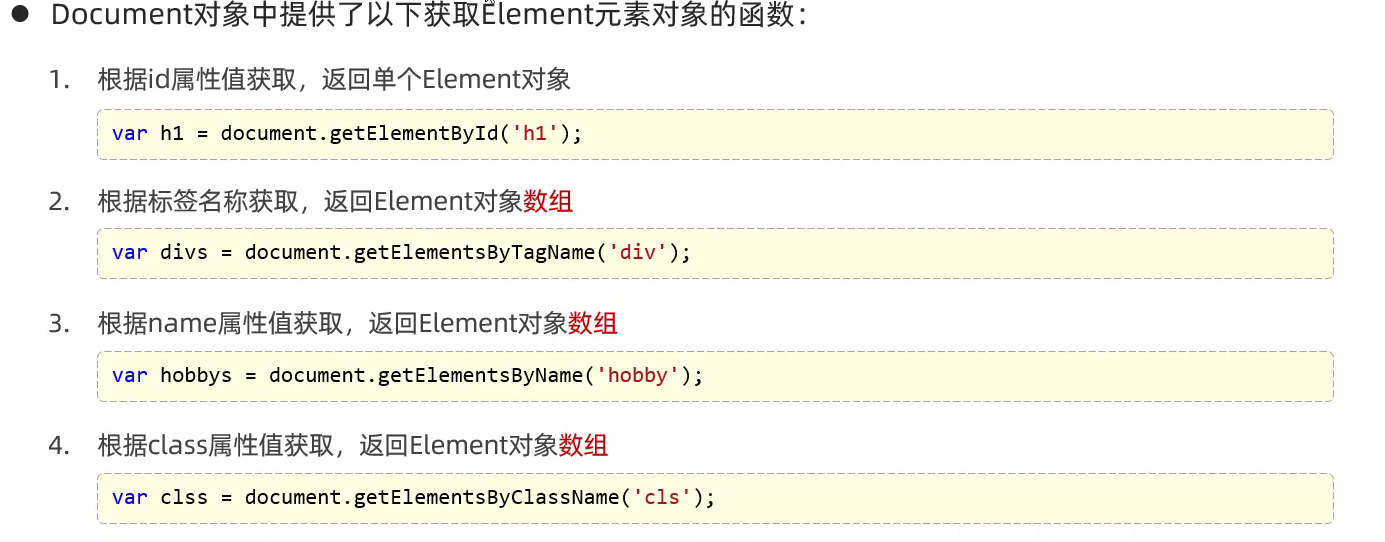 ● Document对象中提供了以下获取Element元素对象的函数：
1. 根据id属性值获取，返回单个Element对象
var h1 = document.getElementById('h1');
2. 根据标签名称获取，返回Element对象数组
var divs = document.getElementsByTagName('div');
3. 根据name属性值获取，返回Element对象数组
var hobbys = document.getElementsByName('hobby');
4. 根据class属性值获取，返回Element对象数组
var clss = document.getElementsByClassName('cls');